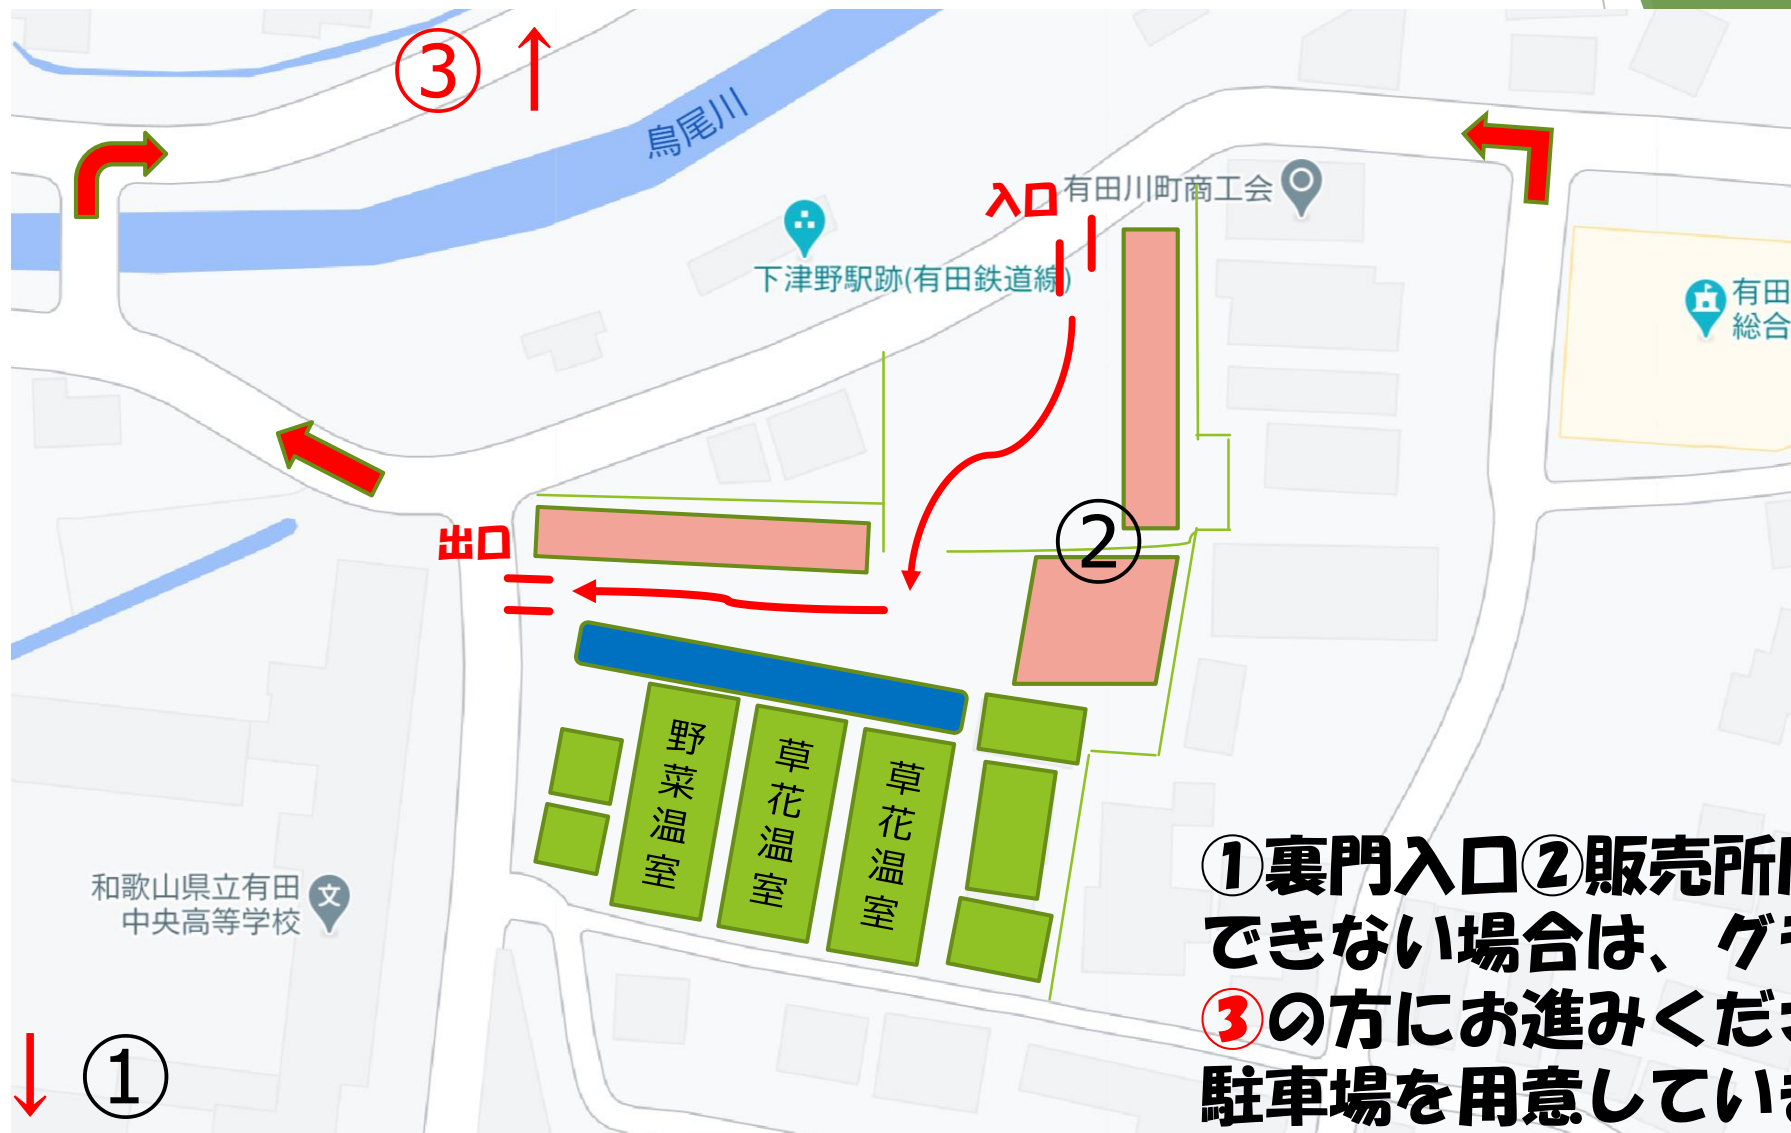 ③ ↑
鳥尾川
入口
有田川町商工会
下津野駅跡(有田鉄道線)
有田
総合
出口
②
野菜温室
草花温室
草花温室
和歌山県立有田
中央高等学校
①裏門入口②販売所
できない場合は、グ
③の方にお進みくだ
駐車場を用意してい
↓ ①